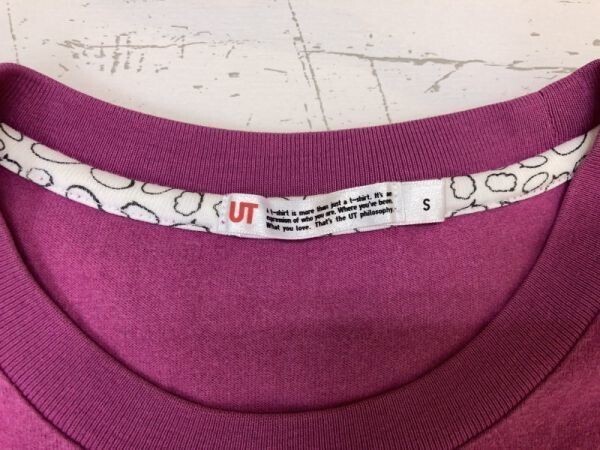 UT
A t-shirt is more than just a t-shirt. It's an
expression of who you are. Where you've been.
What you love. That's the UT philosophy.
S